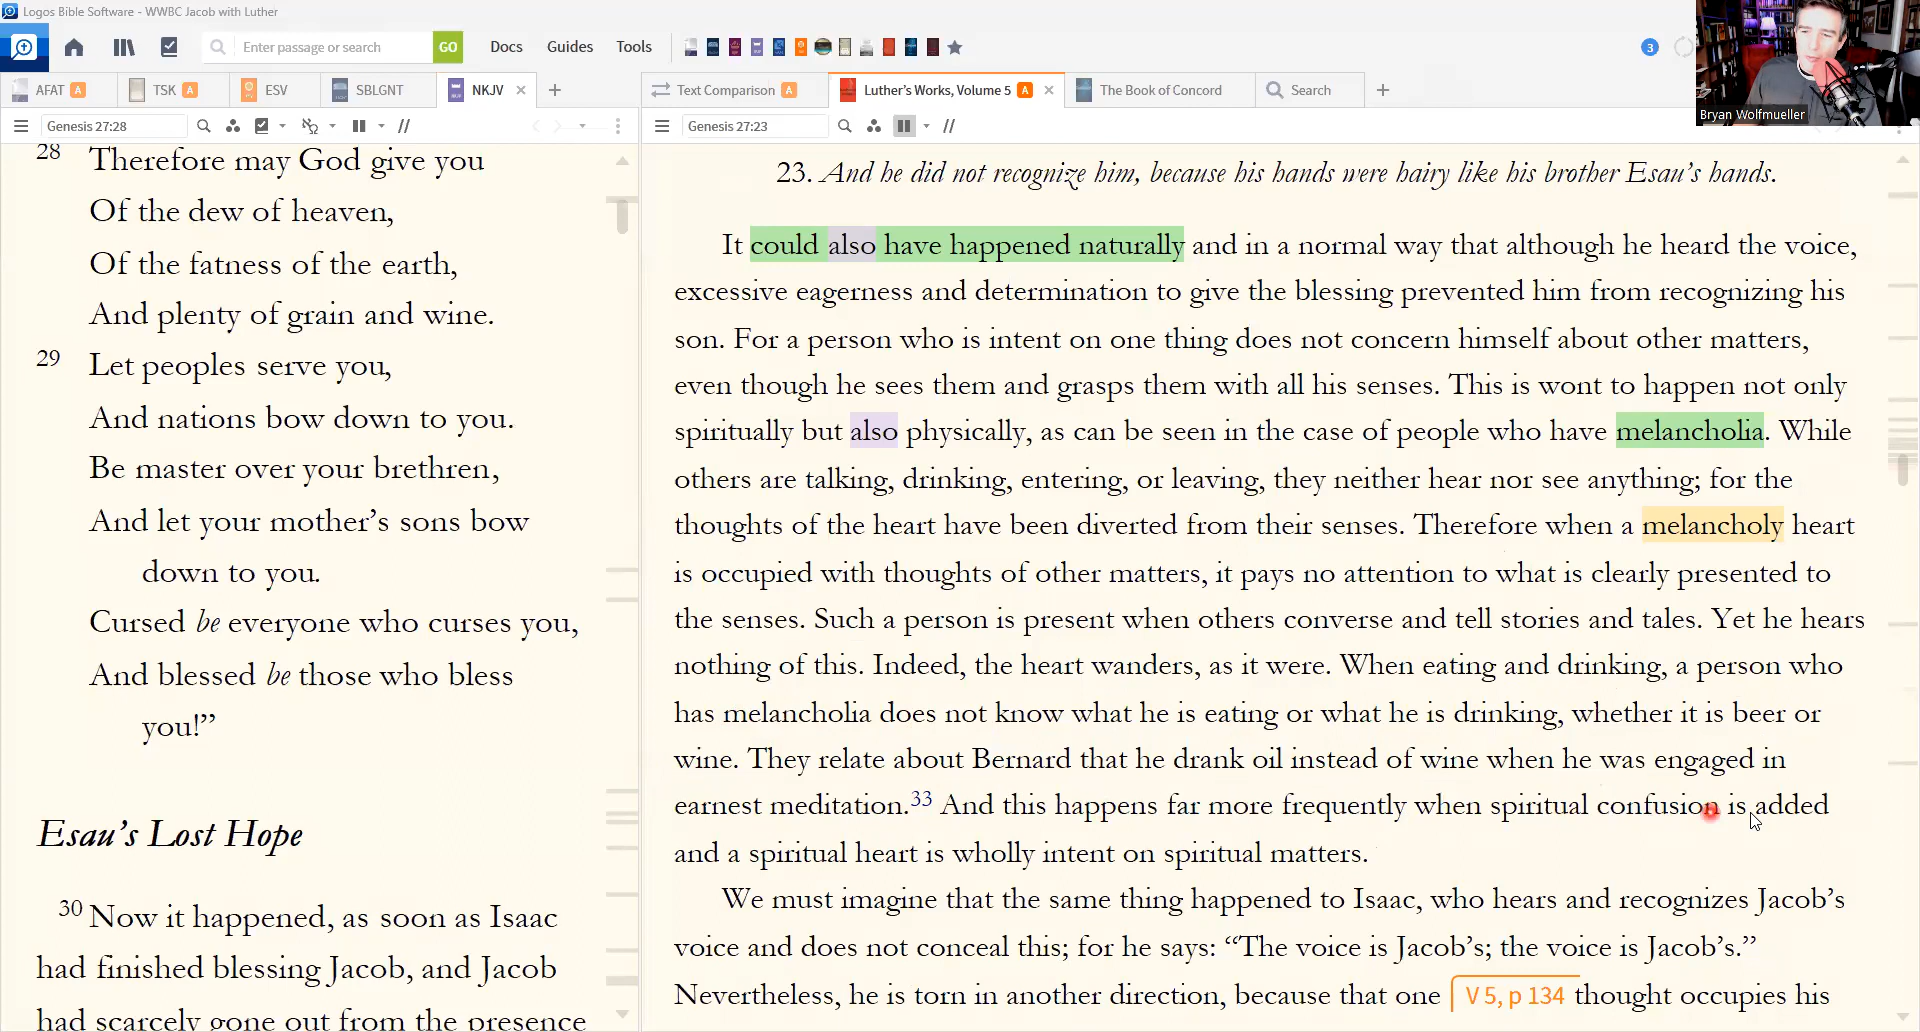 Logos Bible Software - WWBC Jacob with Luther
Enter passage or search
GO
Docs
Guides
Tools
3
Bryan Wolfmueller
AFAT A
TSK A
ESV
SBLGNT
NKJV
Text Comparison A
Luther's Works, Volume 5 A
The Book of Concord
Search
Genesis 27:28
Genesis 27:23
28 Therefore may God give you
Of the dew of heaven,
Of the fatness of the earth,
And plenty of grain and wine.
29 Let peoples serve you,
And nations bow down to you.
Be master over your brethren,
And let your mother’s sons bow
down to you.
Cursed be everyone who curses you,
And blessed be those who bless
you!”
Esau’s Lost Hope
30 Now it happened, as soon as Isaac
had finished blessing Jacob, and Jacob
had scarcely gone out from the presence
23. And he did not recognize him, because his hands were hairy like his brother Esau’s hands.
It could also have happened naturally and in a normal way that although he heard the voice,
excessive eagerness and determination to give the blessing prevented him from recognizing his
son. For a person who is intent on one thing does not concern himself about other matters,
even though he sees them and grasps them with all his senses. This is wont to happen not only
spiritually but also physically, as can be seen in the case of people who have melancholia. While
others are talking, drinking, entering, or leaving, they neither hear nor see anything; for the
thoughts of the heart have been diverted from their senses. Therefore when a melancholy heart
is occupied with thoughts of other matters, it pays no attention to what is clearly presented to
the senses. Such a person is present when others converse and tell stories and tales. Yet he hears
nothing of this. Indeed, the heart wanders, as it were. When eating and drinking, a person who
has melancholia does not know what he is eating or what he is drinking, whether it is beer or
wine. They relate about Bernard that he drank oil instead of wine when he was engaged in
earnest meditation.33 And this happens far more frequently when spiritual confusion is added
and a spiritual heart is wholly intent on spiritual matters.
We must imagine that the same thing happened to Isaac, who hears and recognizes Jacob’s
voice and does not conceal this; for he says: “The voice is Jacob’s; the voice is Jacob’s.”
Nevertheless, he is torn in another direction, because that one V 5, p 134 thought occupies his